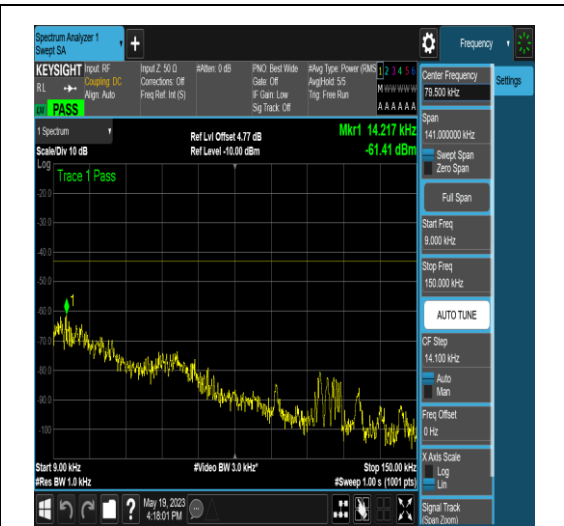 Spectrum Analyzer 1
Swept SA
+
Frequency
KEYSIGHT
RL
PASS
Input: RF
Coupling: DC
Align: Auto
Input Z: 50 Ω
Corrections: Off
Freq Ref: Int (S)
#Atten: 0 dB
PNO: Best Wide
Gate: Off
IF Gain: Low
Sig Track: Off
#Avg Type: Power (RMS
Avg|Hold: 5/5
Trig: Free Run
1 2 3 4 5 6
M W W W W W
A A A A A A
1 Spectrum
Scale/Div 10 dB
Ref Lvl Offset 4.77 dB
Ref Level -10.00 dBm
Mkr1 14.217 kHz
-61.41 dBm
Log
Trace 1 Pass
-20.0
-30.0
-40.0
-50.0
-60.0
-70.0
-80.0
-90.0
-100
1
Start 9.00 kHz
#Res BW 1.0 kHz
#Video BW 3.0 kHz*
Stop 150.00 kHz
#Sweep 1.00 s (1001 pts)
Center Frequency
79.500 kHz
Settings
Span
141.000000 kHz
Swept Span
Zero Span
Full Span
Start Freq
9.000 kHz
Stop Freq
150.000 kHz
AUTO TUNE
CF Step
14.100 kHz
Auto
Man
Freq Offset
0 Hz
X Axis Scale
Log
Lin
Signal Track
(Span Zoom)
?
May 19, 2023
4:18:01 PM